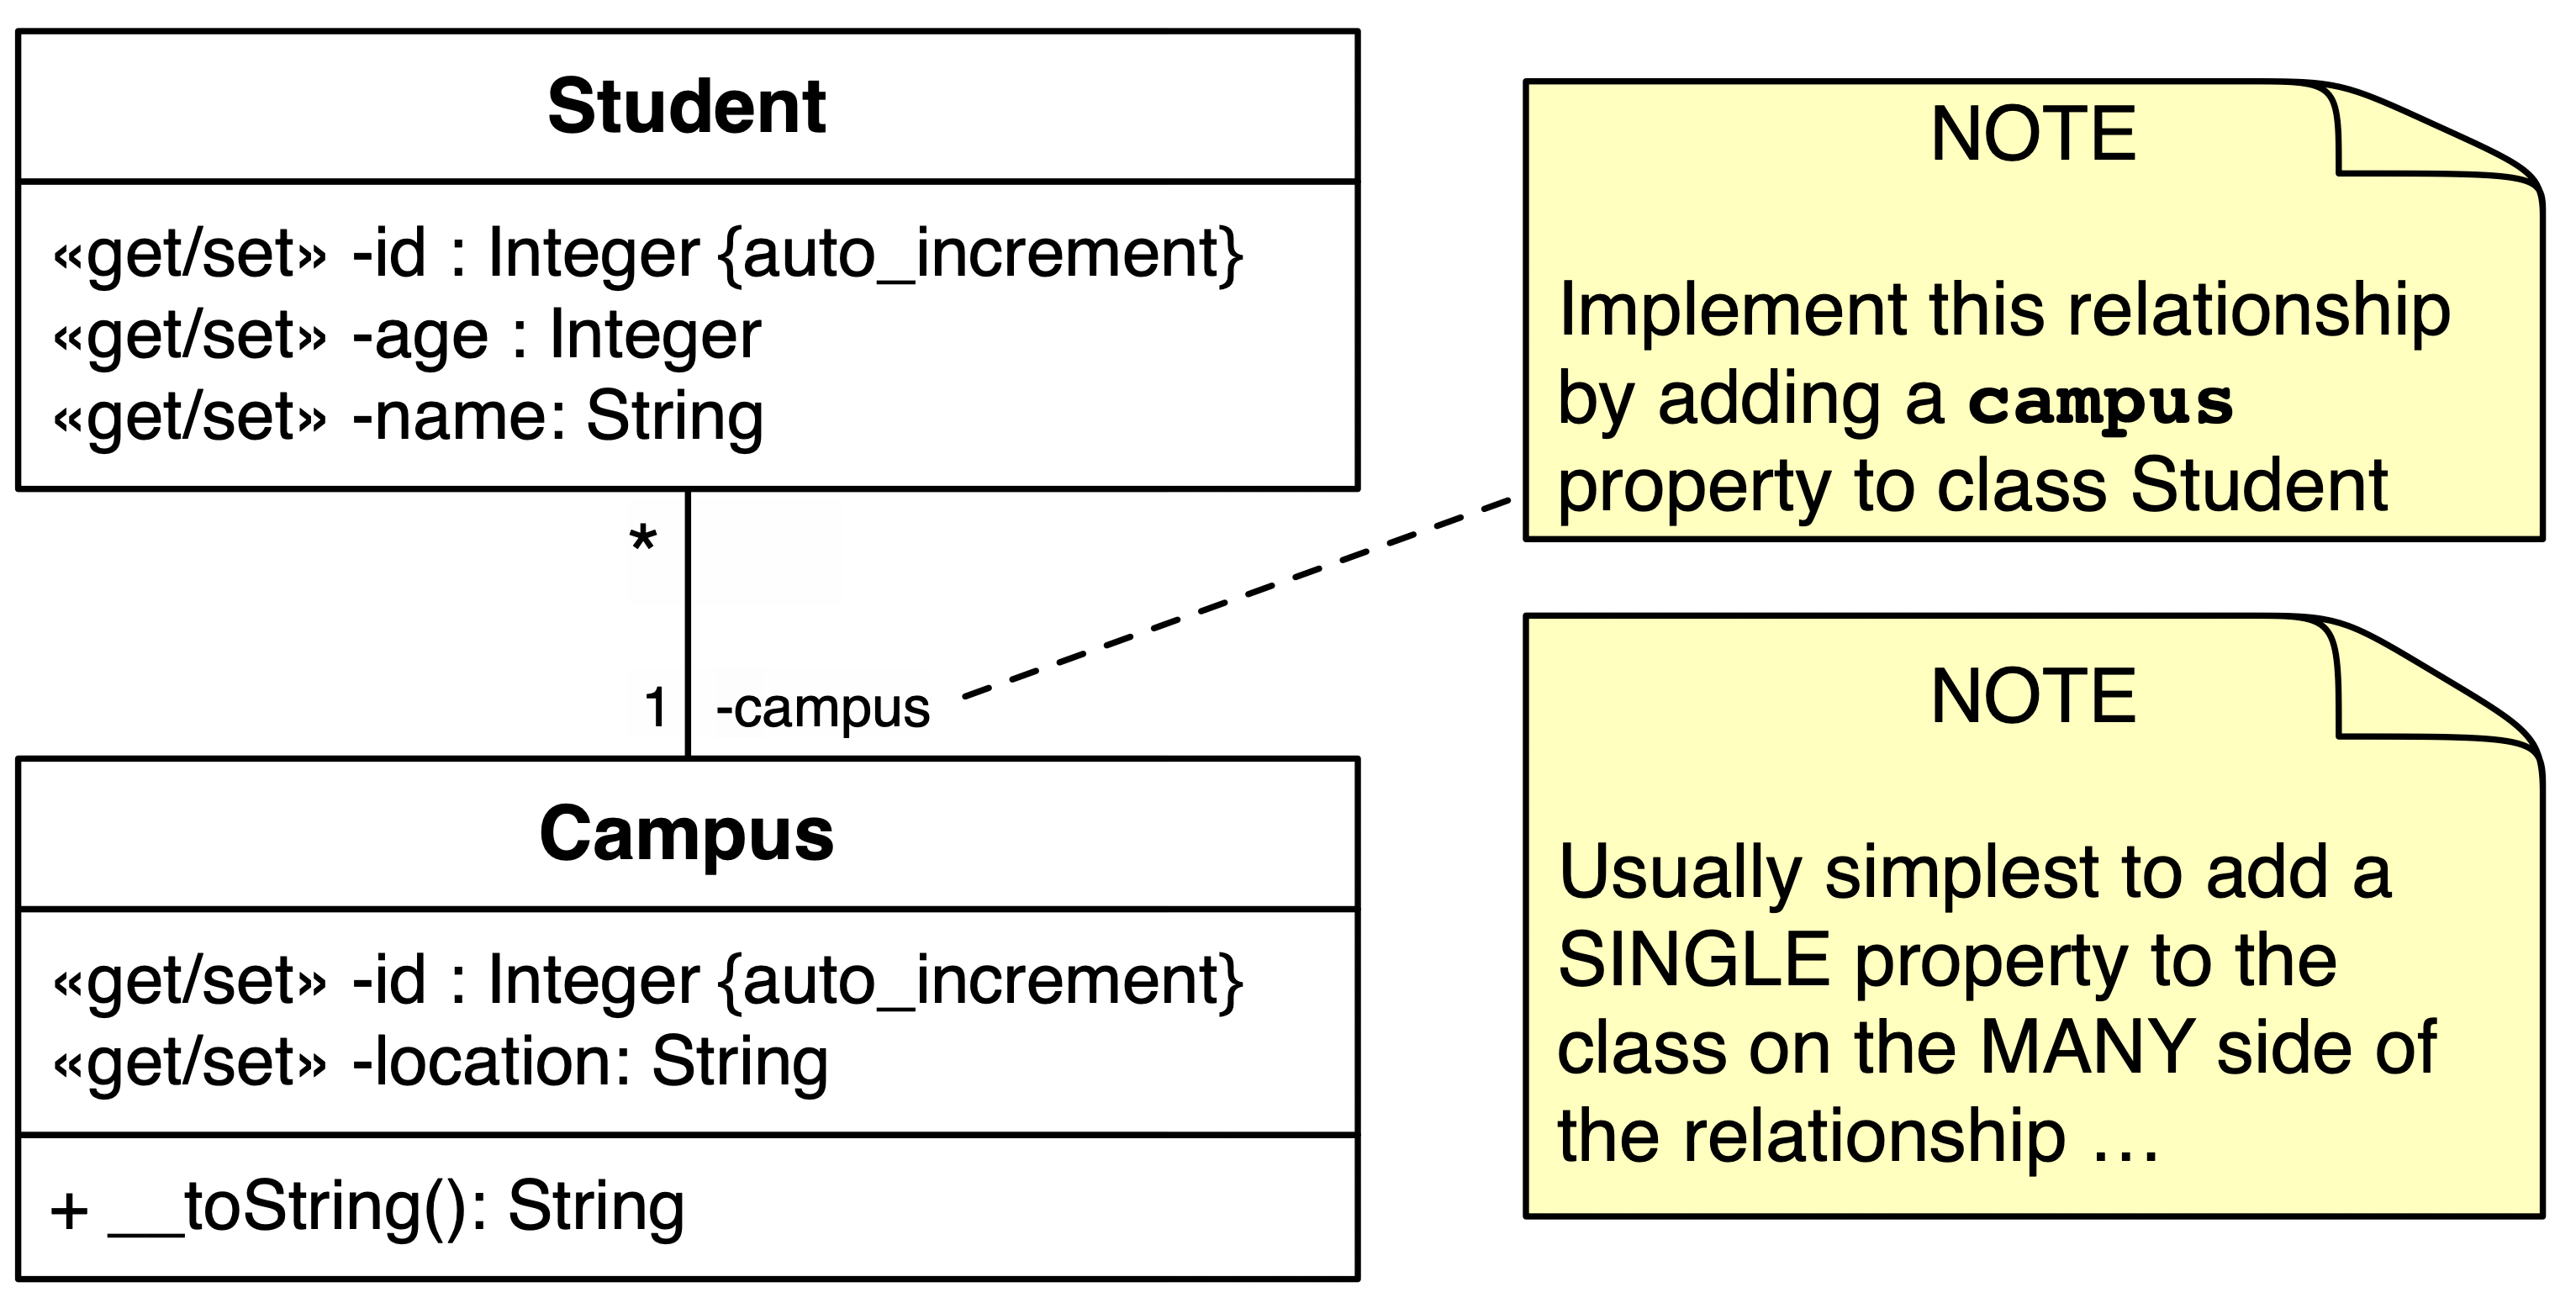 Student
«get/set» -id : Integer {auto_increment}
«get/set» -age : Integer
«get/set» -name: String
*
1 -campus
Campus
«get/set» -id : Integer {auto_increment}
«get/set» -location: String
+ __toString(): String
NOTE
Implement this relationship
by adding a campus
property to class Student
NOTE
Usually simplest to add a
SINGLE property to the
class on the MANY side of
the relationship …